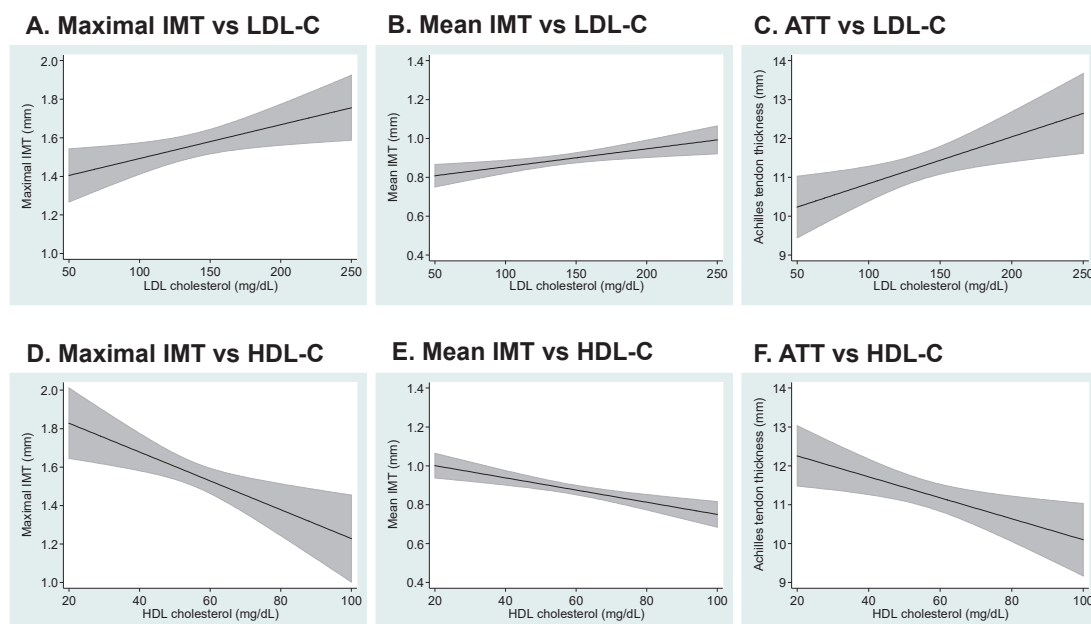 A. Maximal IMT vs LDL-C
B. Mean IMT vs LDL-C
C. ATT vs LDL-C
Maximal IMT (mm)
2.0
1.8
1.6
1.4
1.2
1.0
50 100 150 200 250
LDL cholesterol (mg/dL)
Mean IMT (mm)
1.4
1.2
1.0
0.8
0.6
0.4
50 100 150 200 250
LDL cholesterol (mg/dL)
Achilles tendon thickness (mm)
14
13
12
11
10
9
50 100 150 200 250
LDL cholesterol (mg/dL)
D. Maximal IMT vs HDL-C
E. Mean IMT vs HDL-C
F. ATT vs HDL-C
Maximal IMT (mm)
2.0
1.8
1.6
1.4
1.2
1.0
20 40 60 80 100
HDL cholesterol (mg/dL)
Mean IMT (mm)
1.4
1.2
1.0
0.8
0.6
0.4
20 40 60 80 100
HDL cholesterol (mg/dL)
Achilles tendon thickness (mm)
14
13
12
11
10
9
20 40 60 80 100
HDL cholesterol (mg/dL)